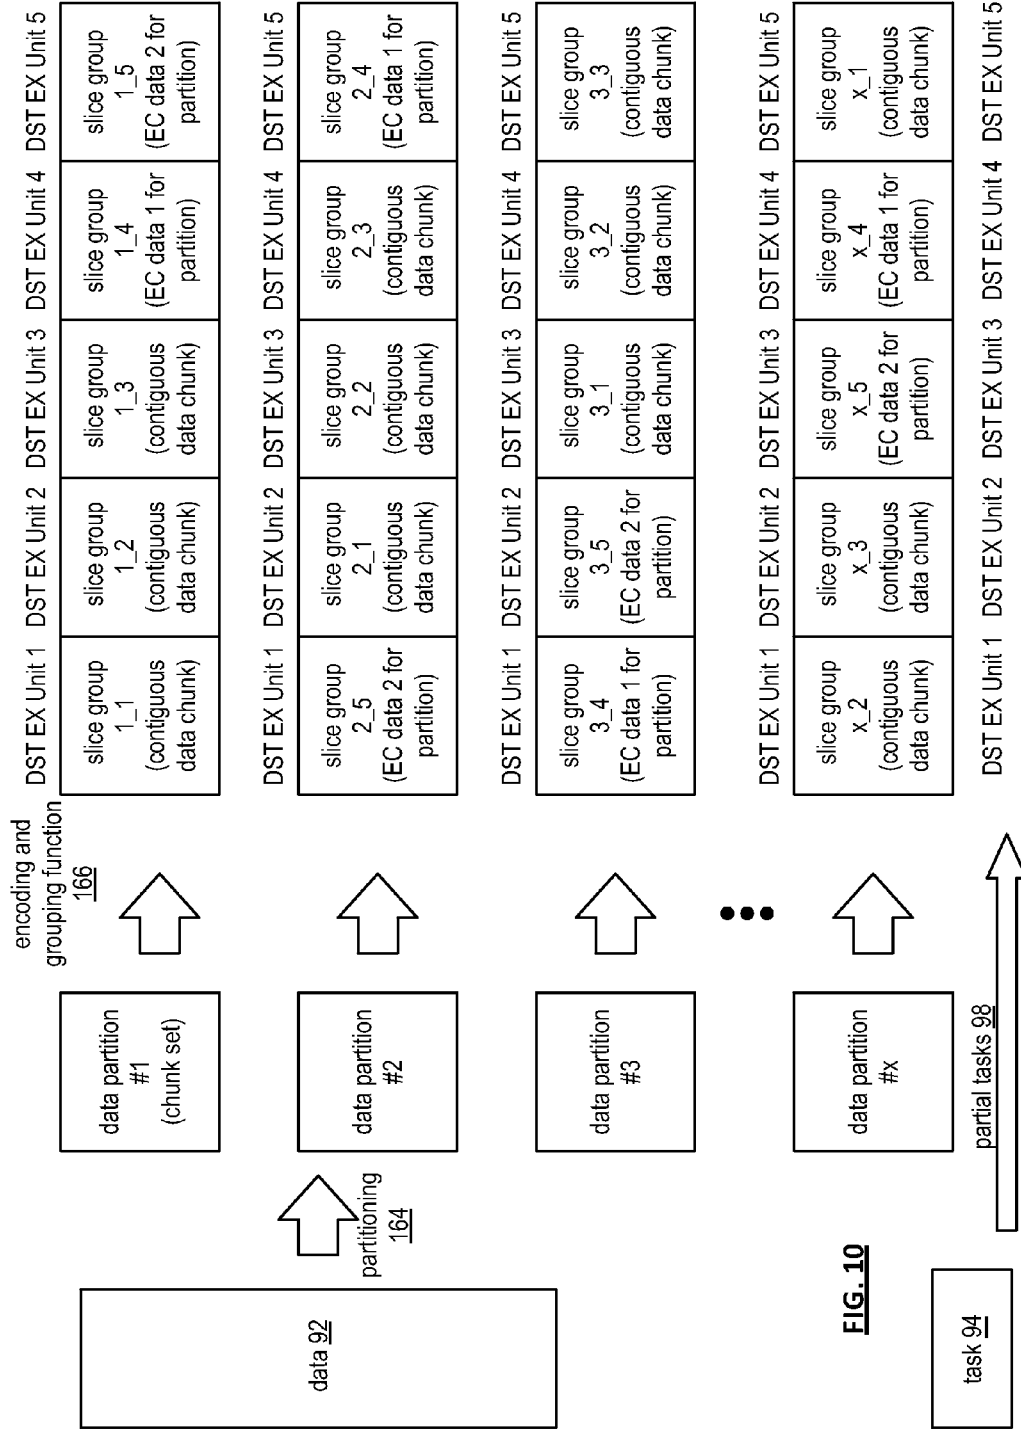 data 92
task 94
partitioning
164
FIG. 10
data partition
#1
(chunk set)
data partition
#2
data partition
#3
data partition
#x
partial tasks 98
encoding and
grouping function
166
DST EX Unit 1
DST EX Unit 2
DST EX Unit 3
DST EX Unit 4
DST EX Unit 5
slice group
1_1
(contiguous
data chunk)
slice group
1_2
(contiguous
data chunk)
slice group
1_3
(contiguous
data chunk)
slice group
1_4
(EC data 1 for
partition)
slice group
1_5
(EC data 2 for
partition)
DST EX Unit 1
DST EX Unit 2
DST EX Unit 3
DST EX Unit 4
DST EX Unit 5
slice group
2_5
(EC data 2 for
partition)
slice group
2_1
(contiguous
data chunk)
slice group
2_2
(contiguous
data chunk)
slice group
2_3
(contiguous
data chunk)
slice group
2_4
(EC data 1 for
partition)
DST EX Unit 1
DST EX Unit 2
DST EX Unit 3
DST EX Unit 4
DST EX Unit 5
slice group
3_4
(EC data 1 for
partition)
slice group
3_5
(EC data 2 for
partition)
slice group
3_1
(contiguous
data chunk)
slice group
3_2
(contiguous
data chunk)
slice group
3_3
(contiguous
data chunk)
DST EX Unit 1
DST EX Unit 2
DST EX Unit 3
DST EX Unit 4
DST EX Unit 5
slice group
x_2
(contiguous
data chunk)
slice group
x_3
(contiguous
data chunk)
slice group
x_5
(EC data 2 for
partition)
slice group
x_4
(EC data 1 for
partition)
slice group
x_1
(contiguous
data chunk)
DST EX Unit 1
DST EX Unit 2
DST EX Unit 3
DST EX Unit 4
DST EX Unit 5